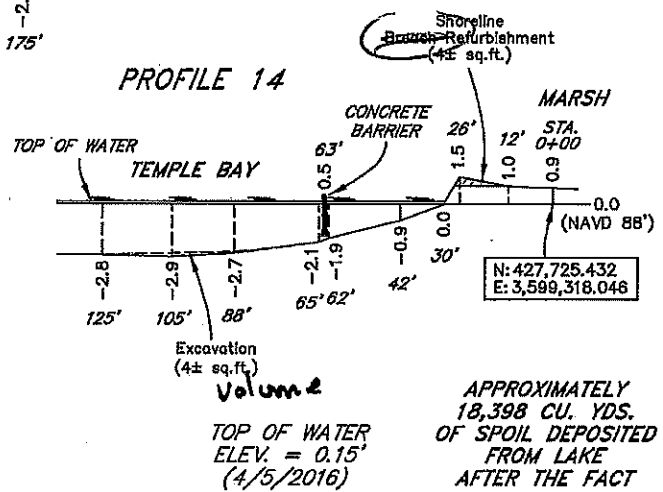 -2.
175'
Shoreline
Breach Refurbishment
(4± sq.ft.)
PROFILE 14
MARSH
CONCRETE
BARRIER
26'
12'
STA.
0+00
TOP OF WATER
TEMPLE BAY
63'
0.5
1.5
1.0
0.9
0.0
(NAVD 88')
-2.8
-2.9
-2.7
-2.1
-1.9
-0.9
0.0
30'
125'
105'
88'
65'
62'
42'
N: 427,725.432
E: 3,599,318.046
Excavation
(4± sq.ft.)
volume
TOP OF WATER
ELEV. = 0.15'
(4/5/2016)
APPROXIMATELY
18,398 CU. YDS.
OF SPOIL DEPOSITED
FROM LAKE
AFTER THE FACT